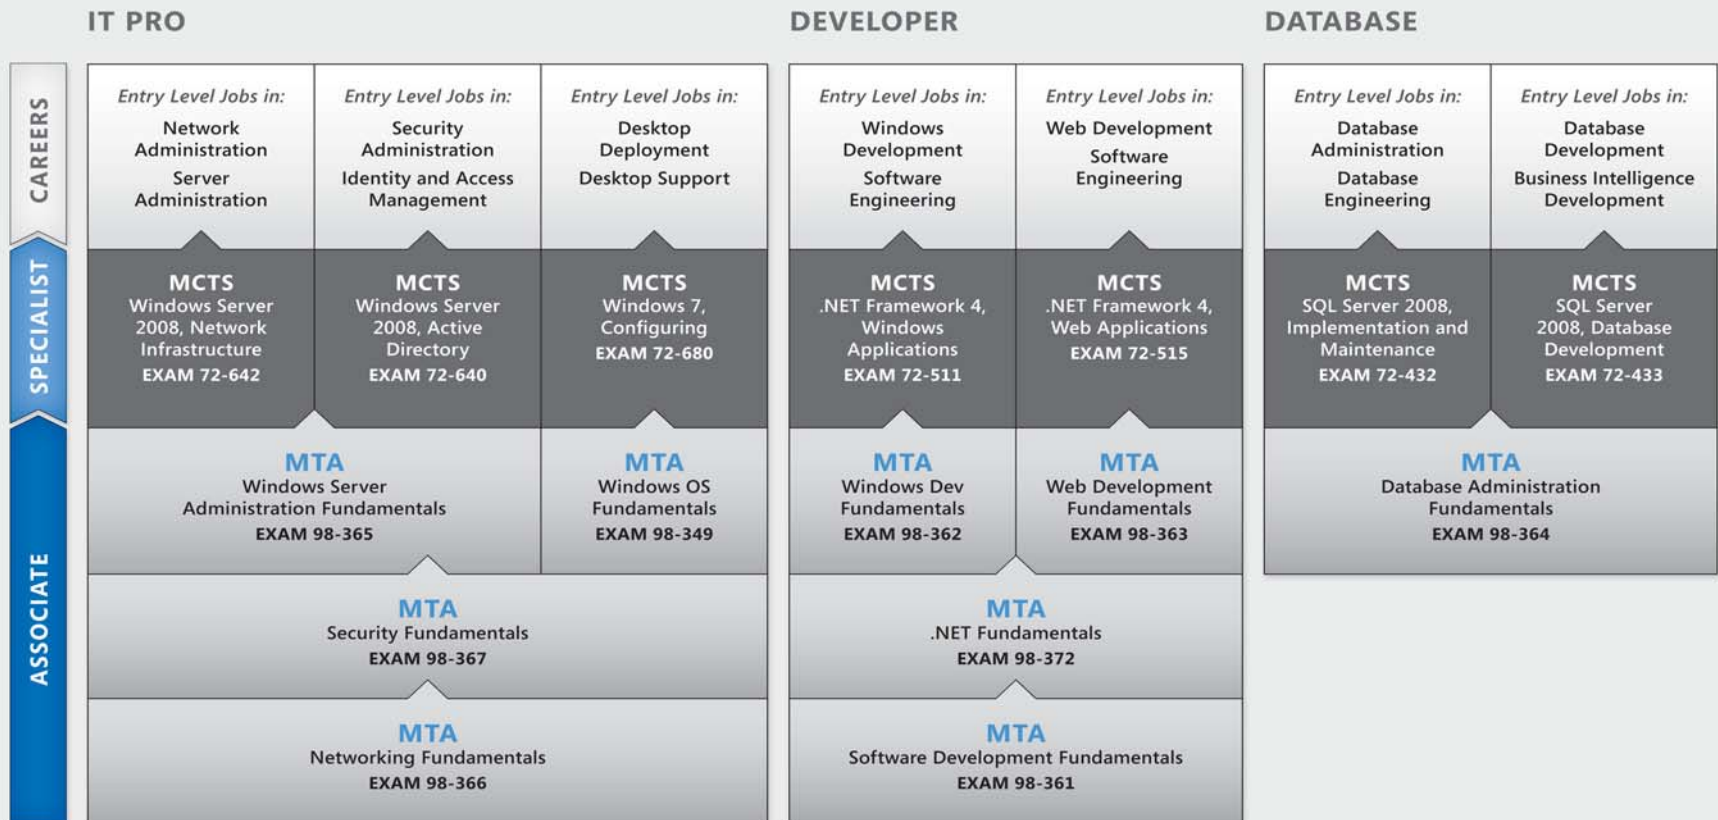 IT PRO
DEVELOPER
DATABASE
CAREERS
Entry Level Jobs in:
Network
Administration
Server
Administration
Entry Level Jobs in:
Security
Administration
Identity and Access
Management
Entry Level Jobs in:
Desktop
Deployment
Desktop Support
Entry Level Jobs in:
Windows
Development
Software
Engineering
Entry Level Jobs in:
Web Development
Software
Engineering
Entry Level Jobs in:
Database
Administration
Database
Engineering
Entry Level Jobs in:
Database
Development
Business Intelligence
Development
SPECIALIST
MCTS
Windows Server
2008, Network
Infrastructure
EXAM 72-642
MCTS
Windows Server
2008, Active
Directory
EXAM 72-640
MCTS
Windows 7,
Configuring
EXAM 72-680
MCTS
.NET Framework 4,
Windows
Applications
EXAM 72-511
MCTS
.NET Framework 4,
Web Applications
EXAM 72-515
MCTS
SQL Server 2008,
Implementation and
Maintenance
EXAM 72-432
MCTS
SQL Server
2008, Database
Development
EXAM 72-433
ASSOCIATE
MTA
Windows Server
Administration Fundamentals
EXAM 98-365
MTA
Windows OS
Fundamentals
EXAM 98-349
MTA
Windows Dev
Fundamentals
EXAM 98-362
MTA
Web Development
Fundamentals
EXAM 98-363
MTA
Database Administration
Fundamentals
EXAM 98-364
MTA
Security Fundamentals
EXAM 98-367
MTA
.NET Fundamentals
EXAM 98-372
MTA
Networking Fundamentals
EXAM 98-366
MTA
Software Development Fundamentals
EXAM 98-361